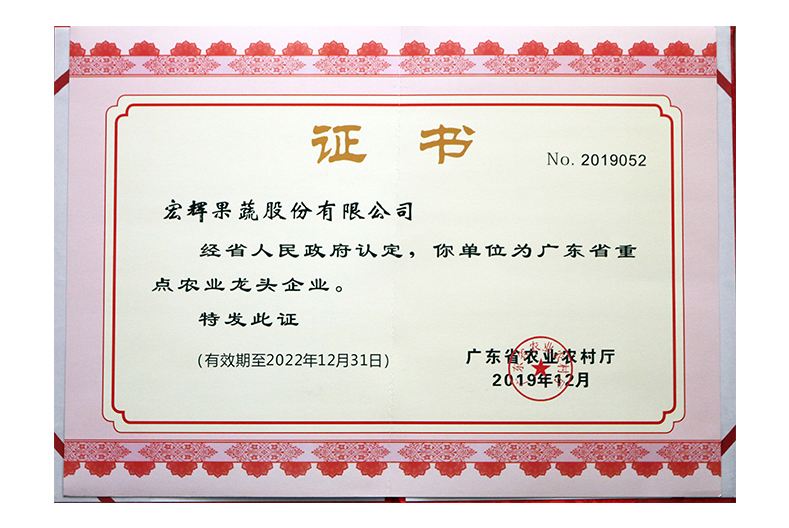 证 书
No. 2019052
宏辉果蔬股份有限公司
经省人民政府认定，你单位为广东省重
点农业龙头企业。
特发此证
（有效期至2022年12月31日）
广东省农业农村厅
2019年12月